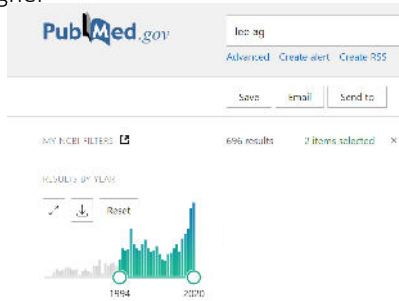 PubMed.gov
lee ag
Advanced Create alert Create RSS
Save Email Send to
MY NCBI FILTERS
696 results 2 items selected ×
RESULTS BY YEAR
Reset
1994 2020